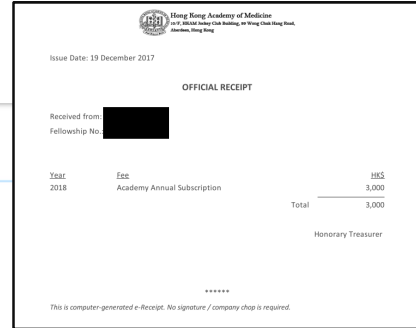 Hong Kong Academy of Medicine
10/F, HKAM Jockey Club Building, 99 Wong Chuk Hang Road,
Aberdeen, Hong Kong
Issue Date: 19 December 2017
OFFICIAL RECEIPT
Received from:
Fellowship No.:
Year Fee HK$
2018 Academy Annual Subscription 3,000
Total 3,000
Honorary Treasurer
******
This is computer-generated e-Receipt. No signature / company chop is required.